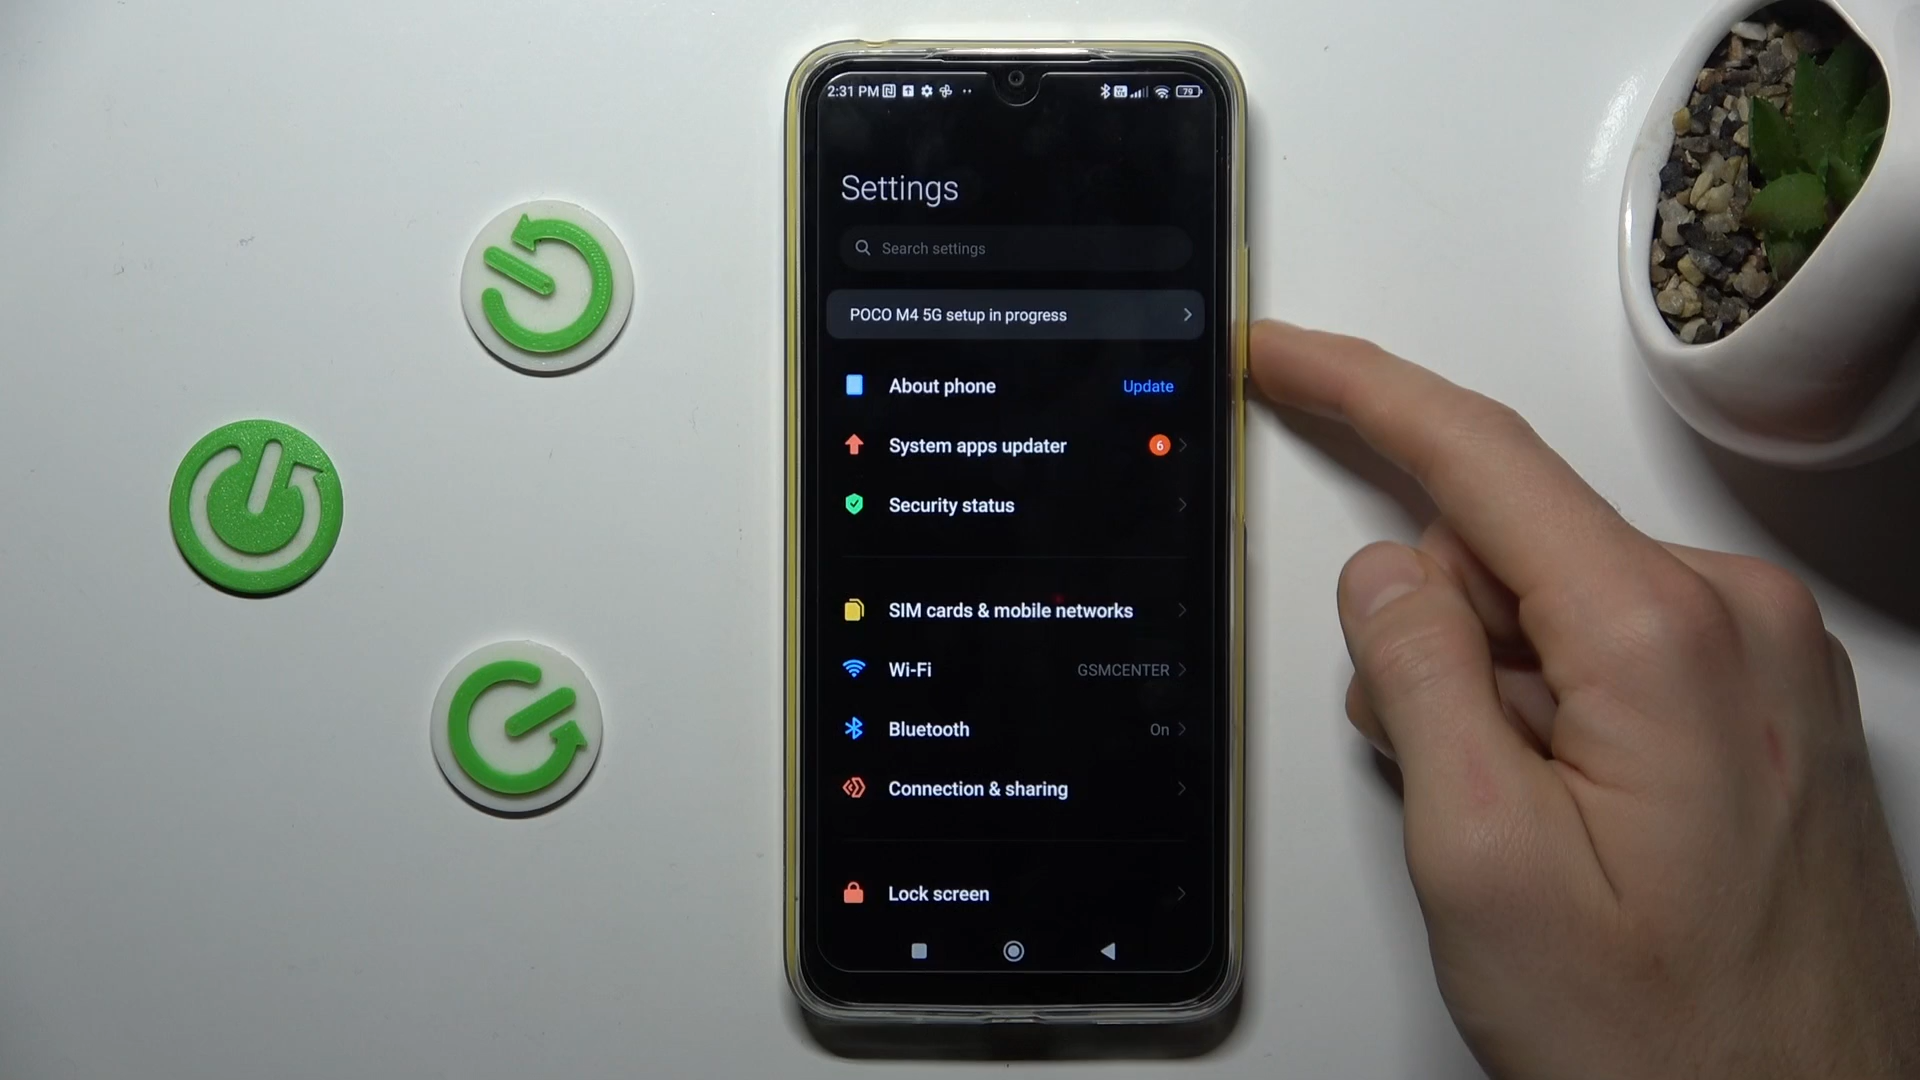 2:31 PM
79
Settings
Search settings
POCO M4 5G setup in progress
About phone
Update
System apps updater
6
Security status
SIM cards & mobile networks
Wi-Fi
GSMCENTER
Bluetooth
On
Connection & sharing
Lock screen